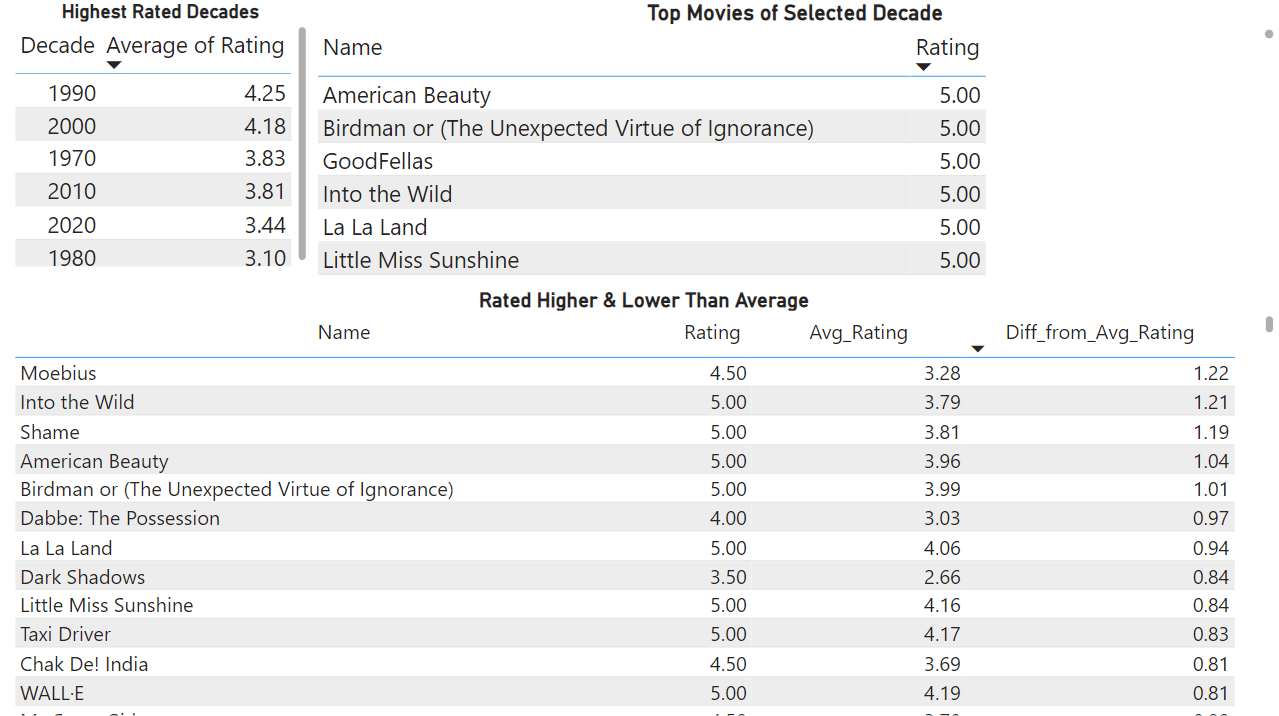 Highest Rated Decades
Decade Average of Rating
1990 4.25
2000 4.18
1970 3.83
2010 3.81
2020 3.44
1980 3.10
Top Movies of Selected Decade
Name Rating
American Beauty 5.00
Birdman or (The Unexpected Virtue of Ignorance) 5.00
GoodFellas 5.00
Into the Wild 5.00
La La Land 5.00
Little Miss Sunshine 5.00
Rated Higher & Lower Than Average
Name Rating Avg_Rating Diff_from_Avg_Rating
Moebius 4.50 3.28 1.22
Into the Wild 5.00 3.79 1.21
Shame 5.00 3.81 1.19
American Beauty 5.00 3.96 1.04
Birdman or (The Unexpected Virtue of Ignorance) 5.00 3.99 1.01
Dabbe: The Possession 4.00 3.03 0.97
La La Land 5.00 4.06 0.94
Dark Shadows 3.50 2.66 0.84
Little Miss Sunshine 5.00 4.16 0.84
Taxi Driver 5.00 4.17 0.83
Chak De! India 4.50 3.69 0.81
WALL·E 5.00 4.19 0.81